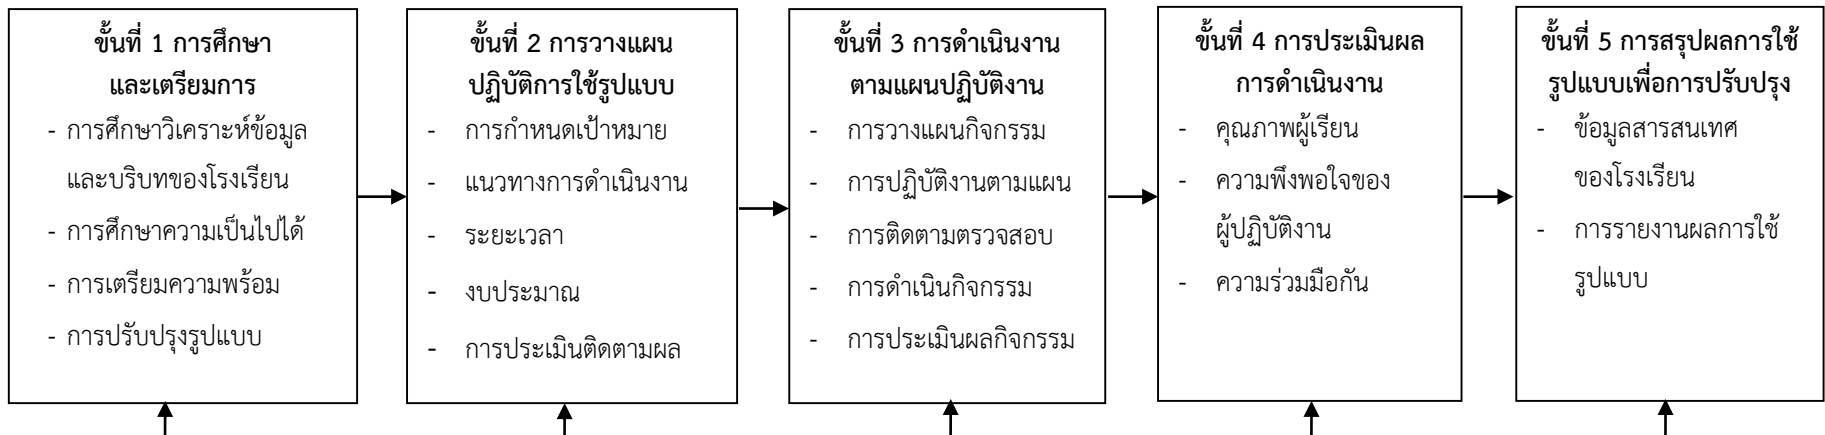 ขั้นที่ 1 การศึกษา
และเตรียมการ
- การศึกษาวิเคราะห์ข้อมูล
และบริบทของโรงเรียน
- การศึกษาความเป็นไปได้
- การเตรียมความพร้อม
- การปรับปรุงรูปแบบ
ขั้นที่ 2 การวางแผน
ปฏิบัติการใช้รูปแบบ
- การกำหนดเป้าหมาย
- แนวทางการดำเนินงาน
- ระยะเวลา
- งบประมาณ
- การประเมินติดตามผล
ขั้นที่ 3 การดำเนินงาน
ตามแผนปฏิบัติงาน
- การวางแผนกิจกรรม
- การปฏิบัติงานตามแผน
- การติดตามตรวจสอบ
- การดำเนินกิจกรรม
- การประเมินผลกิจกรรม
ขั้นที่ 4 การประเมินผล
การดำเนินงาน
- คุณภาพผู้เรียน
- ความพึงพอใจของ
ผู้ปฏิบัติงาน
- ความร่วมมือกัน
ขั้นที่ 5 การสรุปผลการใช้
รูปแบบเพื่อการปรับปรุง
- ข้อมูลสารสนเทศ
ของโรงเรียน
- การรายงานผลการใช้
รูปแบบ